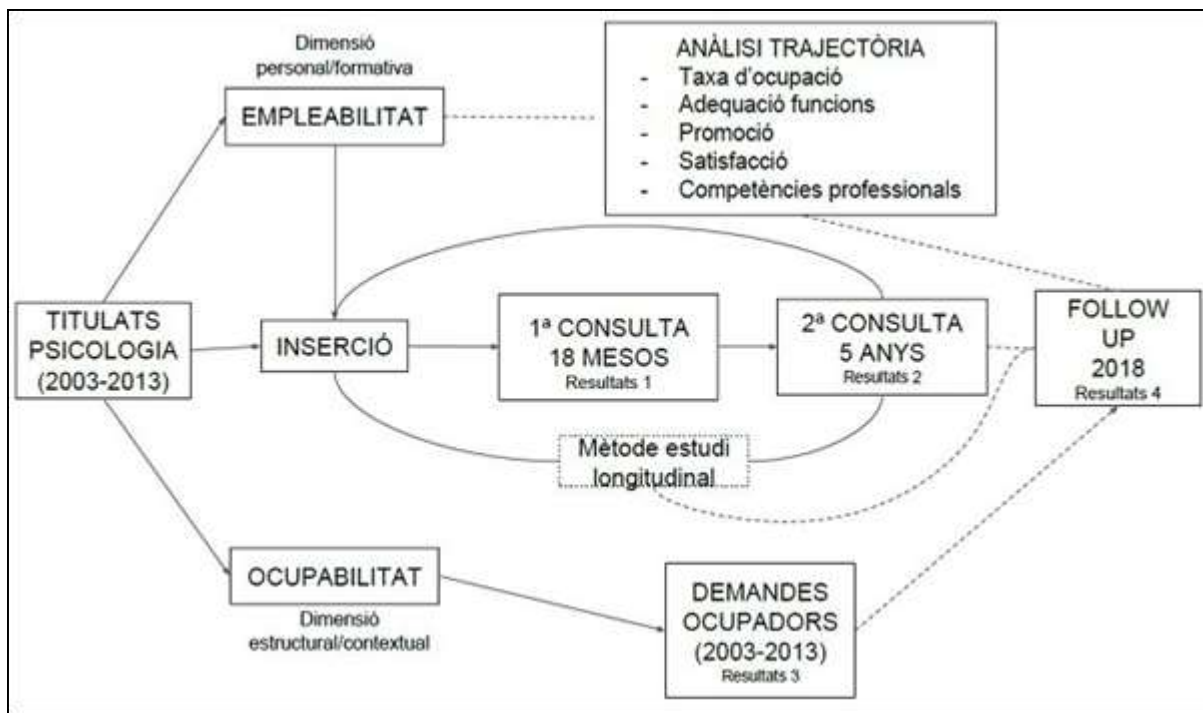 Dimensió
personal/formativa
EMPLEABILITAT
ANÀLISI TRAJECTÒRIA
- Taxa d'ocupació
- Adequació funcions
- Promoció
- Satisfacció
- Competències professionals
TITULATS
PSICOLOGIA
(2003-2013)
INSERCIÓ
1ª CONSULTA
18 MESOS
Resultats 1
2ª CONSULTA
5 ANYS
Resultats 2
FOLLOW
UP
2018
Resultats 4
Mètode estudi
longitudinal
OCUPABILITAT
Dimensió
estructural/contextual
DEMANDES
OCUPADORS
(2003-2013)
Resultats 3